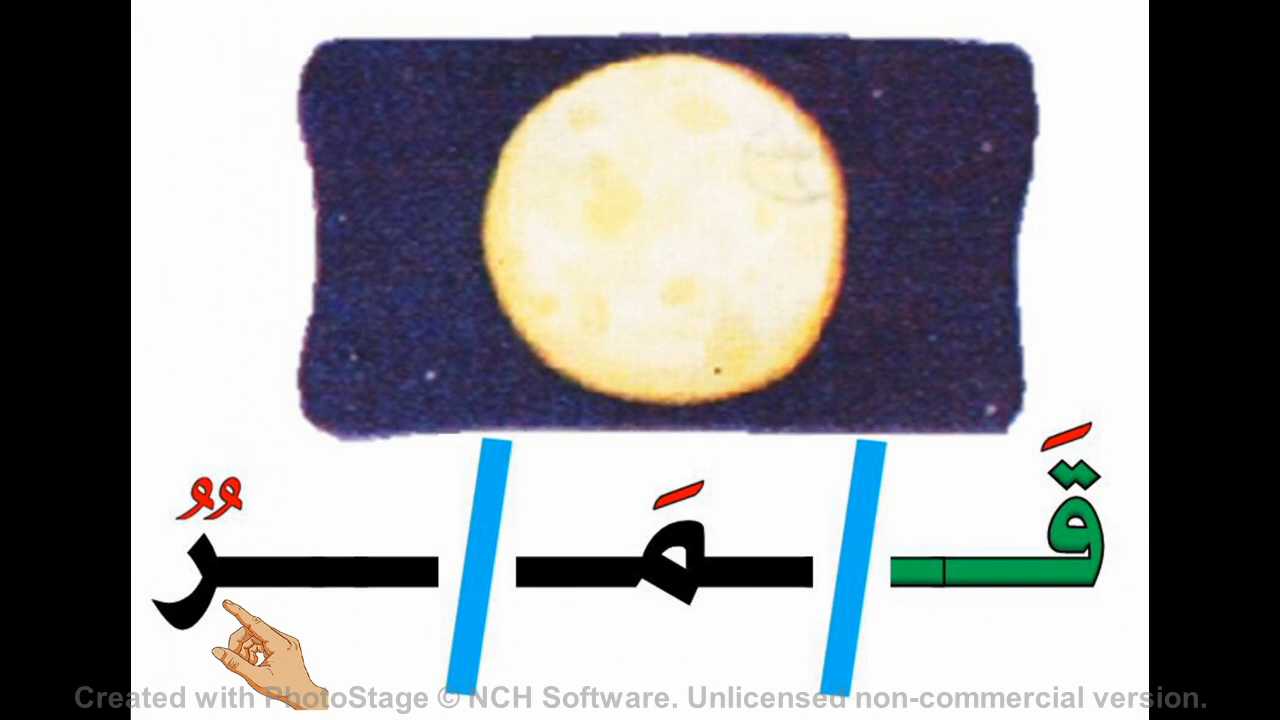 قَـ / ـمَـ / ـرٌ
Created with PhotoStage © NCH Software. Unlicensed non-commercial version.